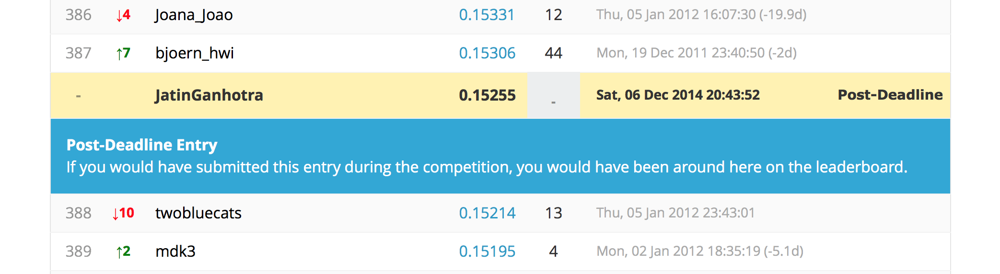 386 ↓4 Joana_Joao 0.15331 12 Thu, 05 Jan 2012 16:07:30 (-19.9d)
387 ↑7 bjoern_hwi 0.15306 44 Mon, 19 Dec 2011 23:40:50 (-2d)
- JatinGanhotra 0.15255 - Sat, 06 Dec 2014 20:43:52 Post-Deadline
Post-Deadline Entry
If you would have submitted this entry during the competition, you would have been around here on the leaderboard.
388 ↓10 twobluecats 0.15214 13 Thu, 05 Jan 2012 23:43:01
389 ↑2 mdk3 0.15195 4 Mon, 02 Jan 2012 18:35:19 (-5.1d)